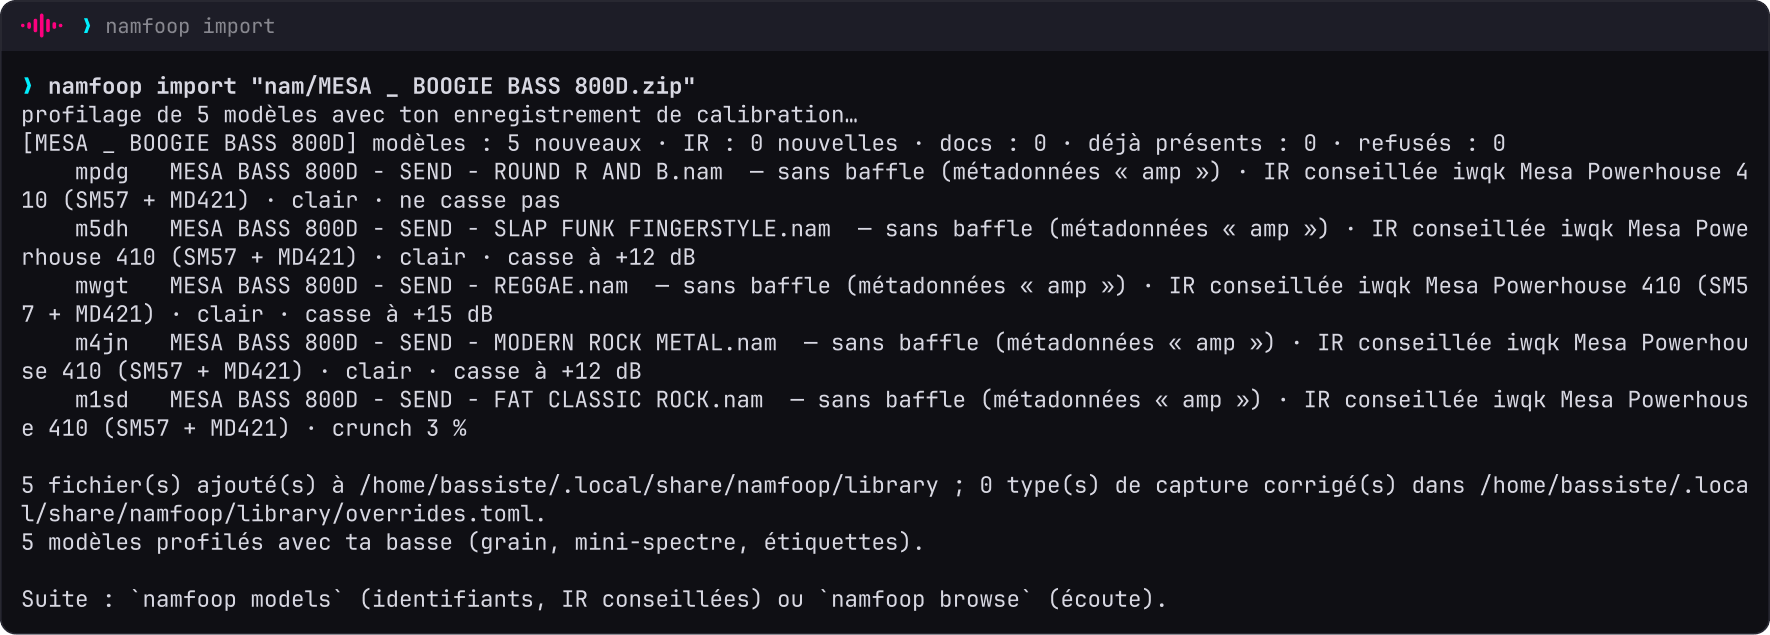 ❯ namfoop import
❯ namfoop import "nam/MESA _ BOOGIE BASS 800D.zip"
profilage de 5 modèles avec ton enregistrement de calibration…
[MESA _ BOOGIE BASS 800D] modèles : 5 nouveaux · IR : 0 nouvelles · docs : 0 · déjà présents : 0 · refusés : 0
    mpdg   MESA BASS 800D - SEND - ROUND R AND B.nam  — sans baffle (métadonnées « amp ») · IR conseillée iwqk Mesa Powerhouse 4
10 (SM57 + MD421) · clair · ne casse pas
    m5dh   MESA BASS 800D - SEND - SLAP FUNK FINGERSTYLE.nam  — sans baffle (métadonnées « amp ») · IR conseillée iwqk Mesa Powe
rhouse 410 (SM57 + MD421) · clair · casse à +12 dB
    mwgt   MESA BASS 800D - SEND - REGGAE.nam  — sans baffle (métadonnées « amp ») · IR conseillée iwqk Mesa Powerhouse 410 (SM5
7 + MD421) · clair · casse à +15 dB
    m4jn   MESA BASS 800D - SEND - MODERN ROCK METAL.nam  — sans baffle (métadonnées « amp ») · IR conseillée iwqk Mesa Powerhou
se 410 (SM57 + MD421) · clair · casse à +12 dB
    m1sd   MESA BASS 800D - SEND - FAT CLASSIC ROCK.nam  — sans baffle (métadonnées « amp ») · IR conseillée iwqk Mesa Powerhous
e 410 (SM57 + MD421) · crunch 3 %

5 fichier(s) ajouté(s) à /home/bassiste/.local/share/namfoop/library ; 0 type(s) de capture corrigé(s) dans /home/bassiste/.loca
l/share/namfoop/library/overrides.toml.
5 modèles profilés avec ta basse (grain, mini-spectre, étiquettes).

Suite : `namfoop models` (identifiants, IR conseillées) ou `namfoop browse` (écoute).